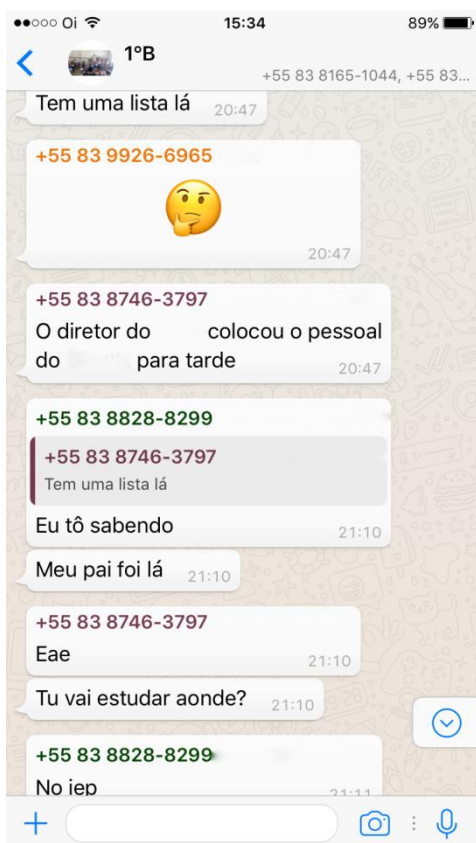 Oi 15:34 89%
1°B
+55 83 8165-1044, +55 83...
Tem uma lista lá 20:47
+55 83 9926-6965
20:47
+55 83 8746-3797
O diretor do colocou o pessoal
do para tarde 20:47
+55 83 8828-8299
+55 83 8746-3797
Tem uma lista lá
Eu tô sabendo 21:10
Meu pai foi lá 21:10
+55 83 8746-3797
Eae 21:10
Tu vai estudar aonde? 21:10
+55 83 8828-8299
No iep 21:11